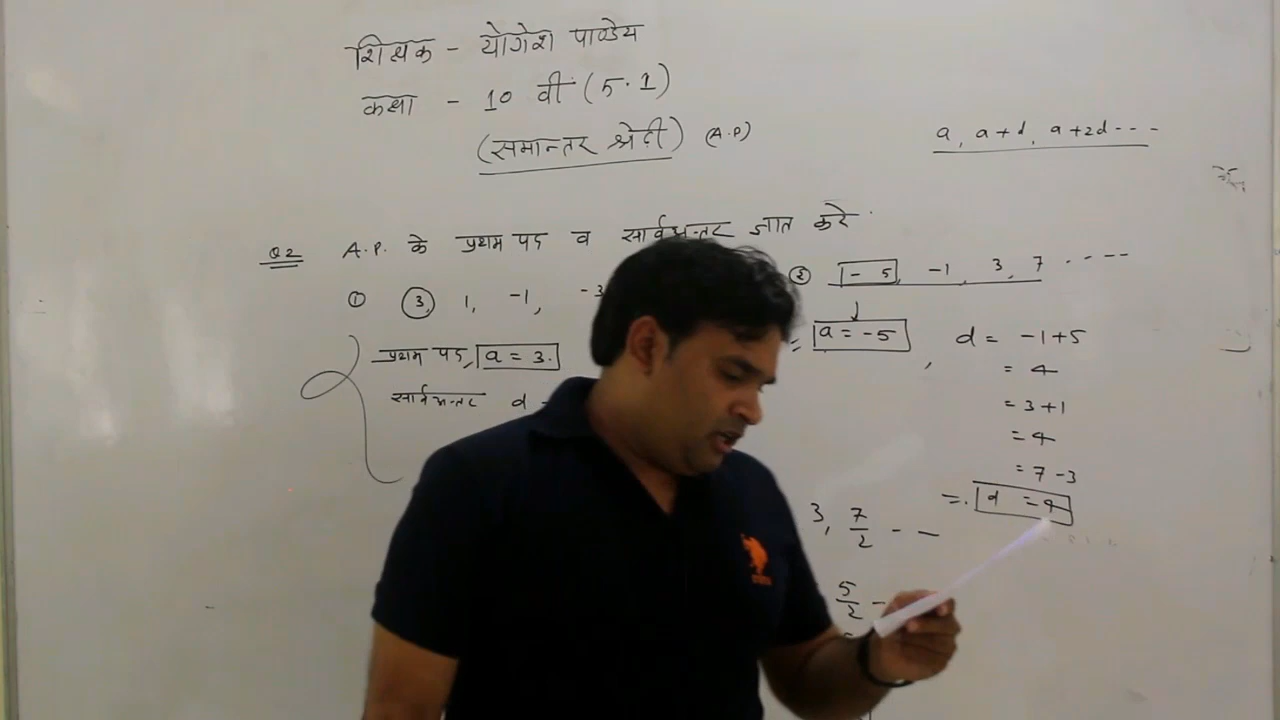 शिक्षक - योगेश पाण्डेय
कक्षा - 10 वीं (5.1)
(समान्तर श्रेढ़ी) (A.P)
a, a+d, a+2d ---
Q2 A.P. के प्रथम पद व सार्वअन्तर ज्ञात करे.
① 3, 1, -1, -3
प्रथम पद, a = 3.
सार्वअन्तर d -
② -5, -1, 3, 7 ------
a = -5 , d = -1+5
= 4
= 3+1
= 4
= 7-3
=. d = 4
3, 7/2 - -
5/2 -